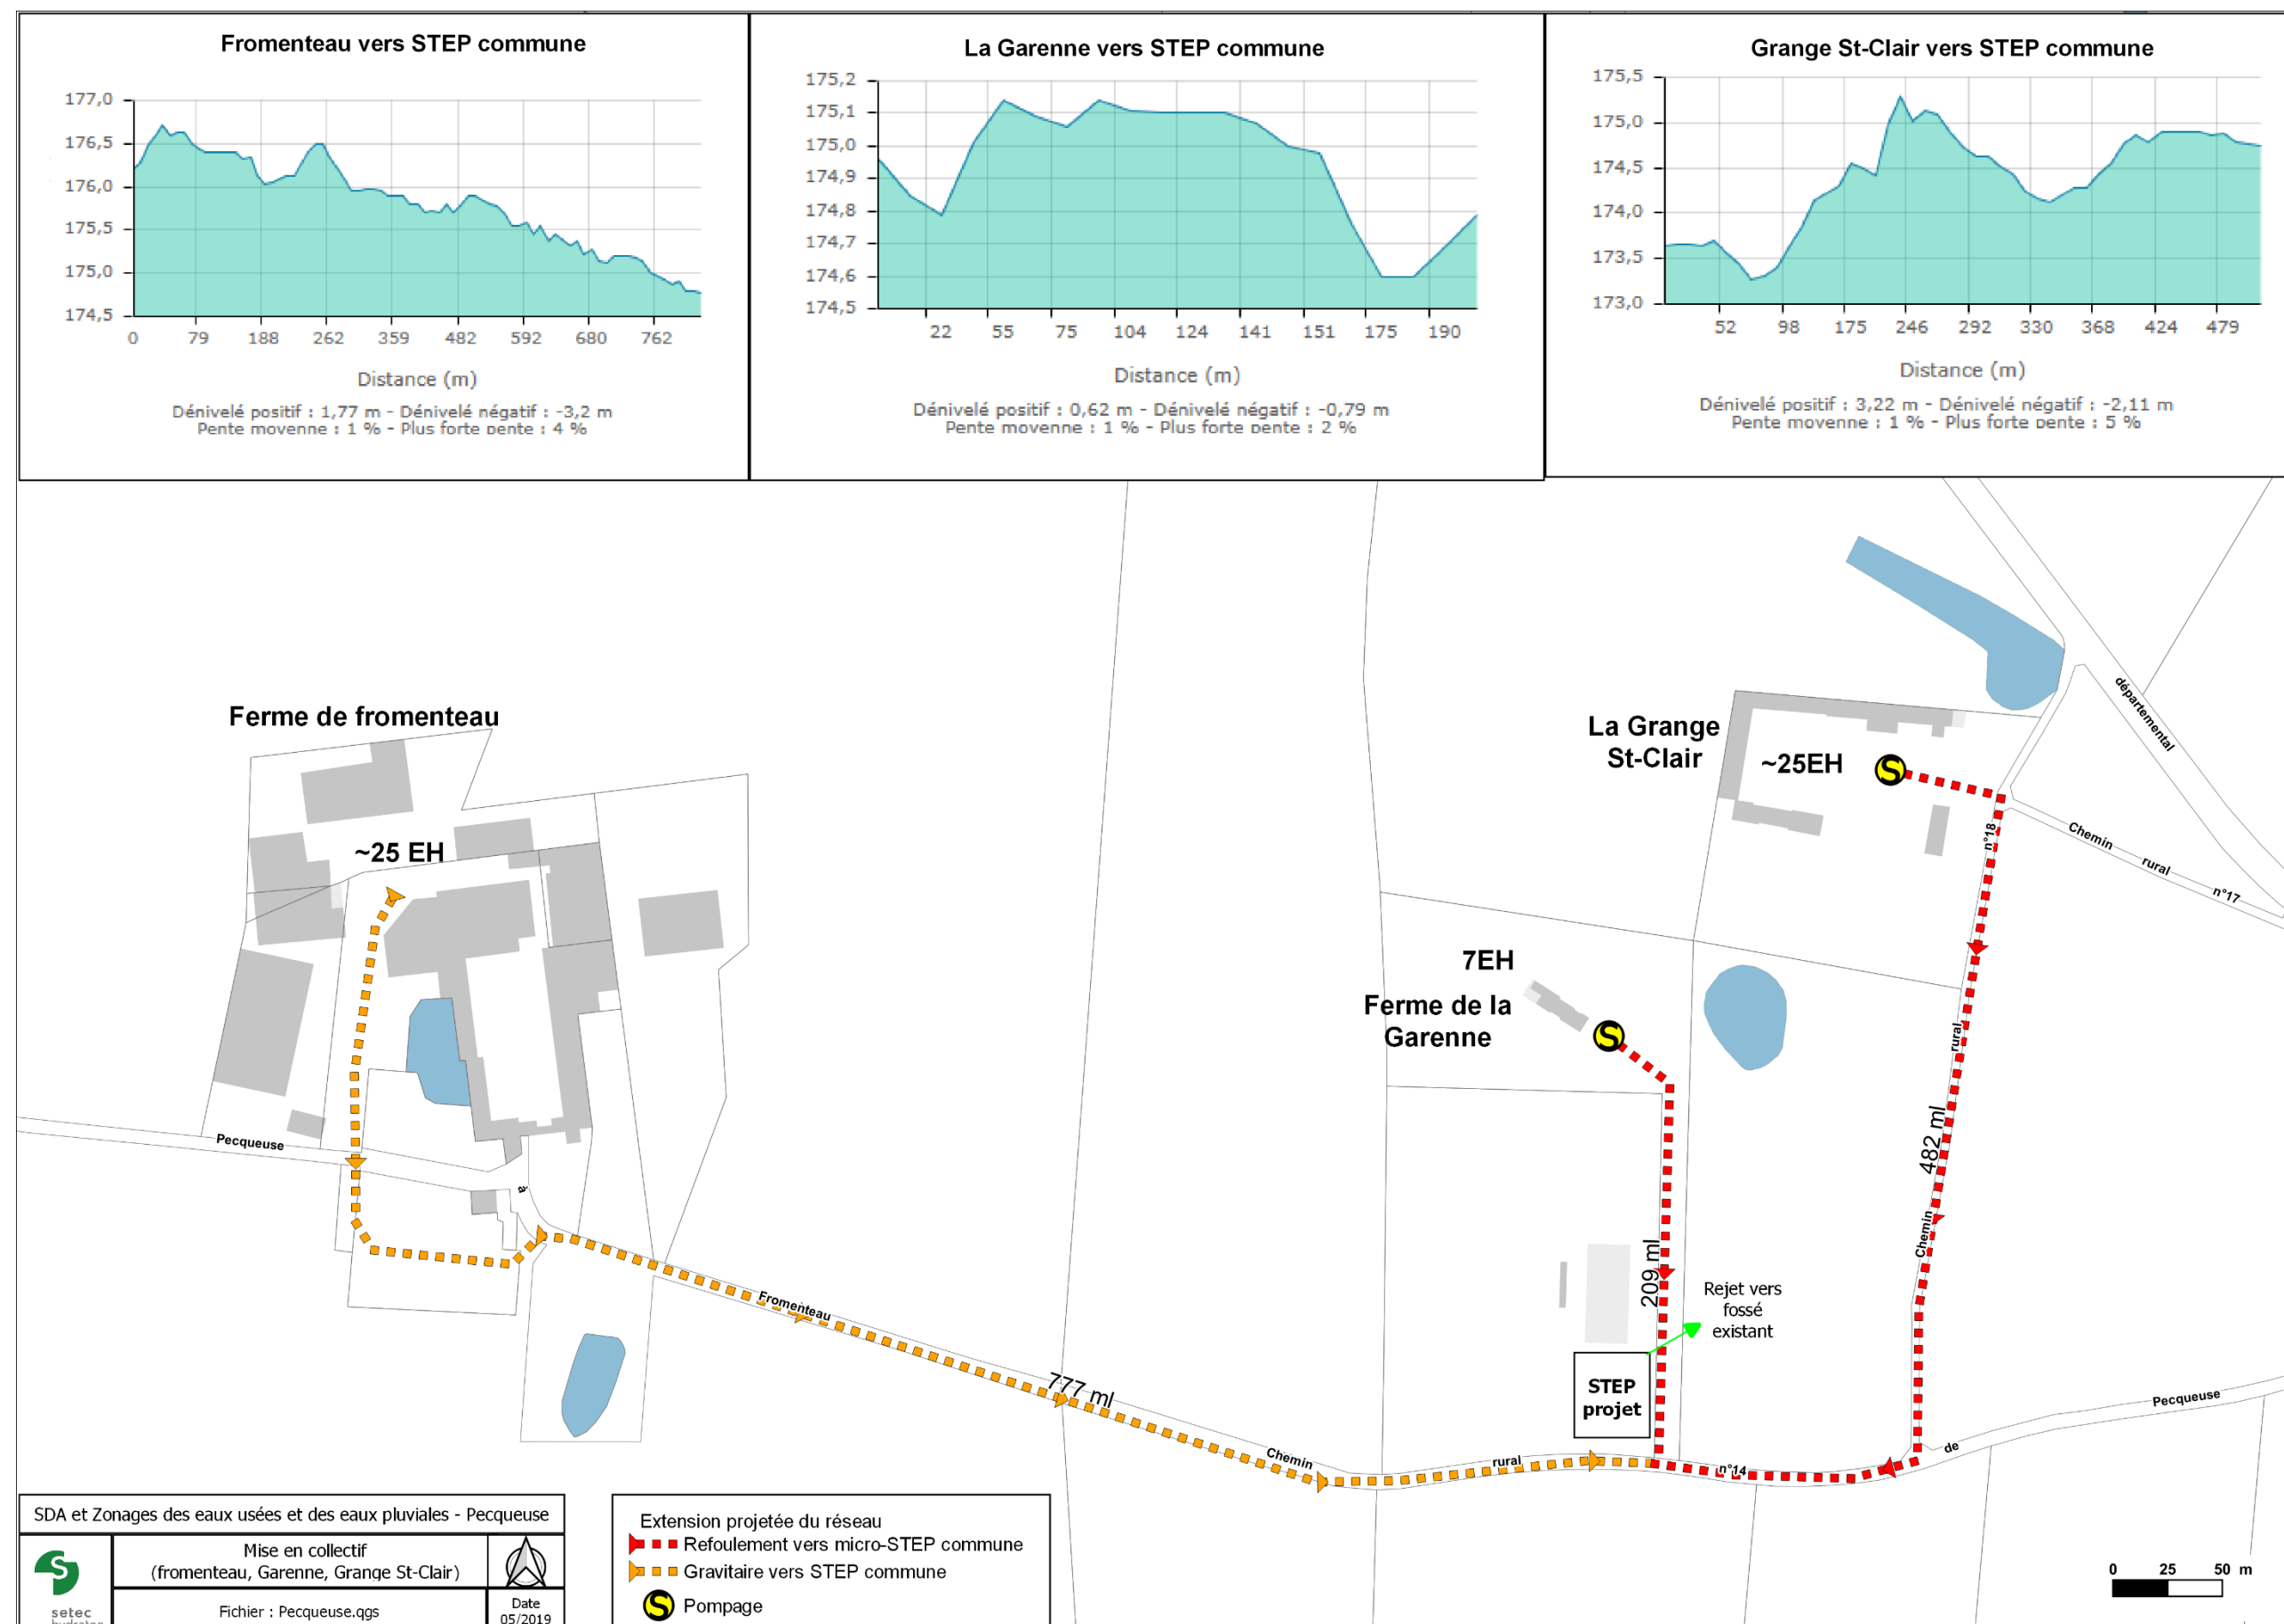 Fromenteau vers STEP commune
177,0
176,5
176,0
175,5
175,0
174,5
0 79 188 262 359 482 592 680 762
Distance (m)
Dénivelé positif : 1,77 m - Dénivelé négatif : -3,2 m
Pente moyenne : 1 % - Plus forte pente : 4 %
La Garenne vers STEP commune
175,2
175,1
175,0
174,9
174,8
174,7
174,6
174,5
22 55 75 104 124 141 151 175 190
Distance (m)
Dénivelé positif : 0,62 m - Dénivelé négatif : -0,79 m
Pente moyenne : 1 % - Plus forte pente : 2 %
Grange St-Clair vers STEP commune
175,5
175,0
174,5
174,0
173,5
173,0
52 98 175 246 292 330 368 424 479
Distance (m)
Dénivelé positif : 3,22 m - Dénivelé négatif : -2,11 m
Pente moyenne : 1 % - Plus forte pente : 5 %
départemental
Ferme de fromenteau
La Grange
St-Clair
~25EH
S
n°18
Chemin rural n°17
~25 EH
7EH
Ferme de la
Garenne
S
rural
482 ml
Chemin
Pecqueuse
à
209 ml
Rejet vers
fossé
existant
Fromenteau
777 ml
STEP
projet
Pecqueuse
de
Chemin
rural
n°14
SDA et Zonages des eaux usées et des eaux pluviales - Pecqueuse
S
setec
hydratec
Mise en collectif
(fromenteau, Garenne, Grange St-Clair)
Fichier : Pecqueuse.qgs
Date
05/2019
Extension projetée du réseau
Refoulement vers micro-STEP commune
Gravitaire vers STEP commune
S Pompage
0 25 50 m